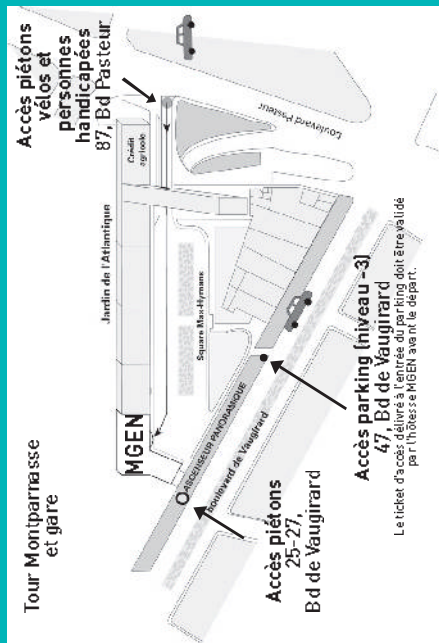 Tour Montparnasse
et gare
MGEN
Jardin de l'Atlantique
Crédit
agricole
Accès piétons
vélos et
personnes
handicapées
87, Bd Pasteur
Boulevard Pasteur
Square Max-Hymans
ASCENSEUR PANORAMIQUE
boulevard de Vaugirard
Accès piétons
25-27,
Bd de Vaugirard
Accès parking (niveau -3)
47, Bd de Vaugirard
Le ticket d'accès délivré à l'entrée du parking doit être validé
par l'hôtesse MGEN avant le départ.